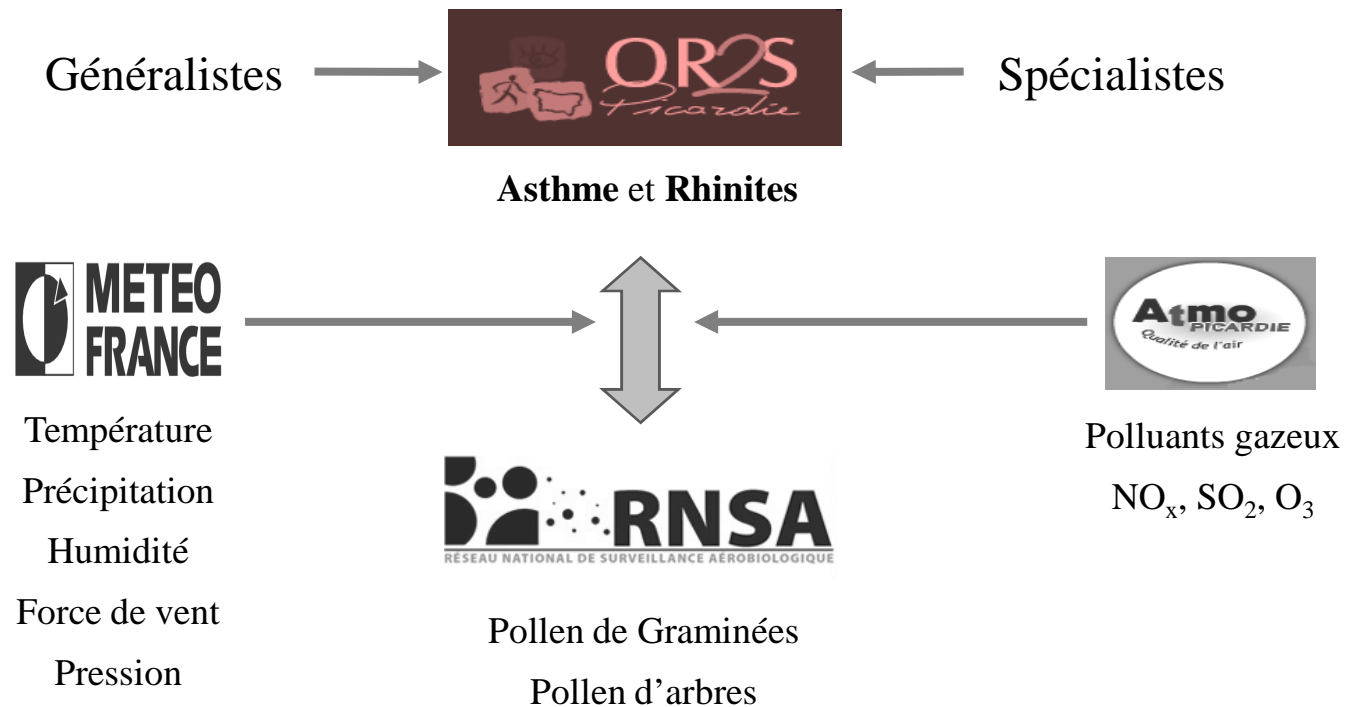 Généralistes
OR2S
Picardie
Spécialistes
Asthme et Rhinites
METEO
FRANCE
Atmo
PICARDIE
Qualité de l'air
Température
Précipitation
Humidité
Force de vent
Pression
RNSA
RÉSEAU NATIONAL DE SURVEILLANCE AÉROBIOLOGIQUE
Pollen de Graminées
Pollen d’arbres
Polluants gazeux
NOx, SO2, O3